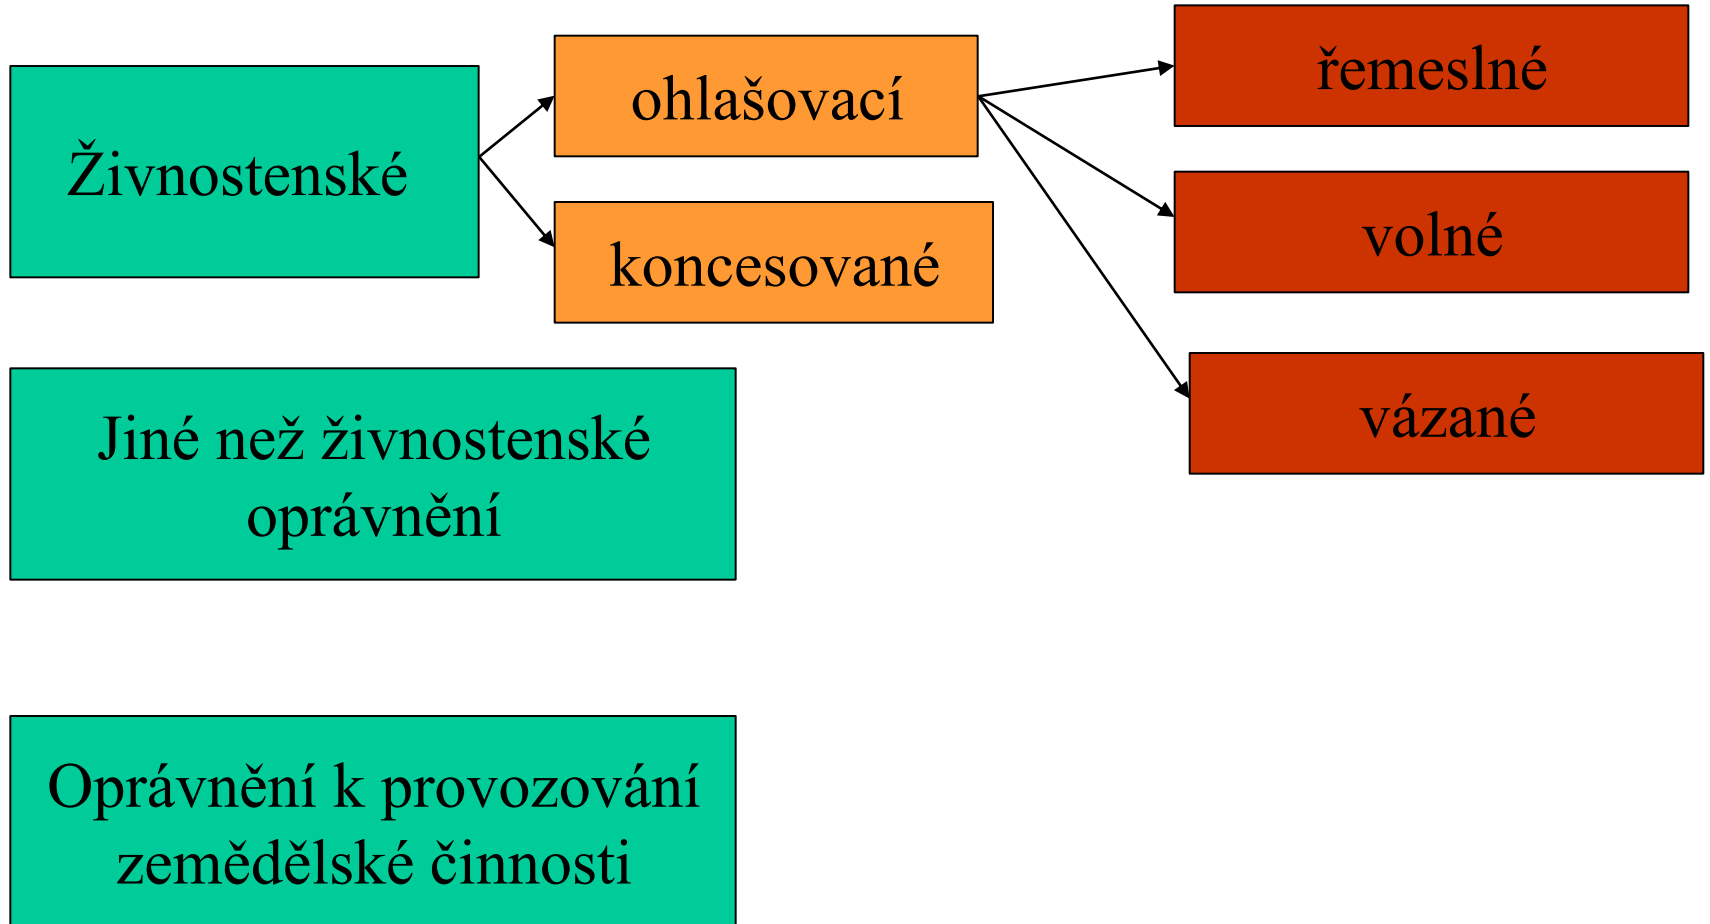 Živnostenské
ohlašovací
koncesované
řemeslné
volné
vázané
Jiné než živnostenské
oprávnění
Oprávnění k provozování
zemědělské činnosti